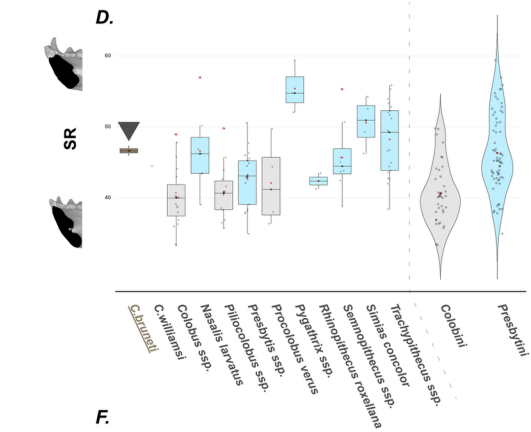 D.
60
50
40
SR
C.bruneti
C.williamsi
Colobus ssp.
Nasalis larvatus
Piliocolobus ssp.
Presbytis ssp.
Procolobus verus
Pygathrix ssp.
Rhinopithecus roxellana
Semnopithecus ssp.
Simias concolor
Trachypithecus ssp.
Colobini
Presbytini
F.